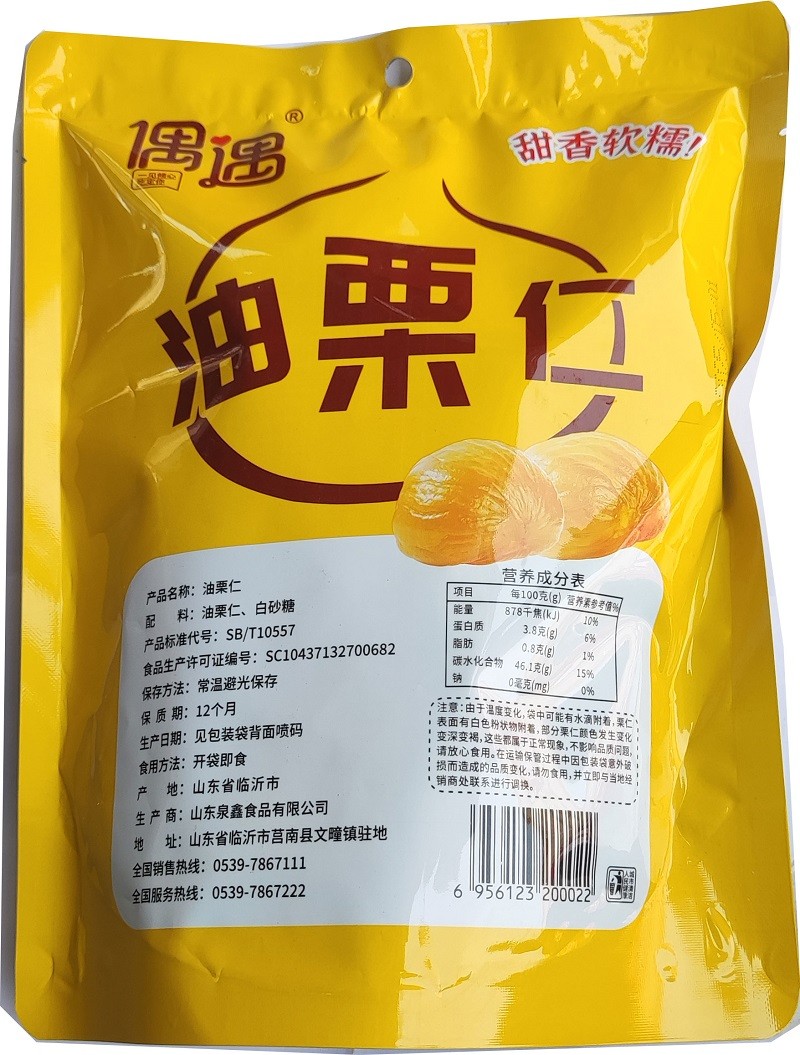 偶遇®
甜香软糯!
油栗仁
产品名称：油栗仁
配 料：油栗仁、白砂糖
产品标准代号：SB/T10557
食品生产许可证编号：SC10437132700682
保存方法：常温避光保存
保 质 期：12个月
生产日期：见包装袋背面喷码
食用方法：开袋即食
产 地：山东省临沂市
生 产 商：山东泉鑫食品有限公司
地 址：山东省临沂市莒南县文疃镇驻地
全国销售热线：0539-7867111
全国服务热线：0539-7867222
营养成分表
项目 每100克(g) 营养素参考值%
能量 878千焦(kJ) 10%
蛋白质 3.8克(g) 6%
脂肪 0.8克(g) 1%
碳水化合物 46.1克(g) 15%
钠 0毫克(mg) 0%
注意：由于温度变化，袋中可能有水滴附着，栗仁
表面有白色粉状物附着，部分栗仁颜色发生变化
变深变褐，这些都属于正常现象，不影响品质问题，
请放心食用。在运输保管过程中因包装袋意外破
损而造成的品质变化，请勿食用，并立即与当地经
销商处联系进行调换。
6 956123 200022